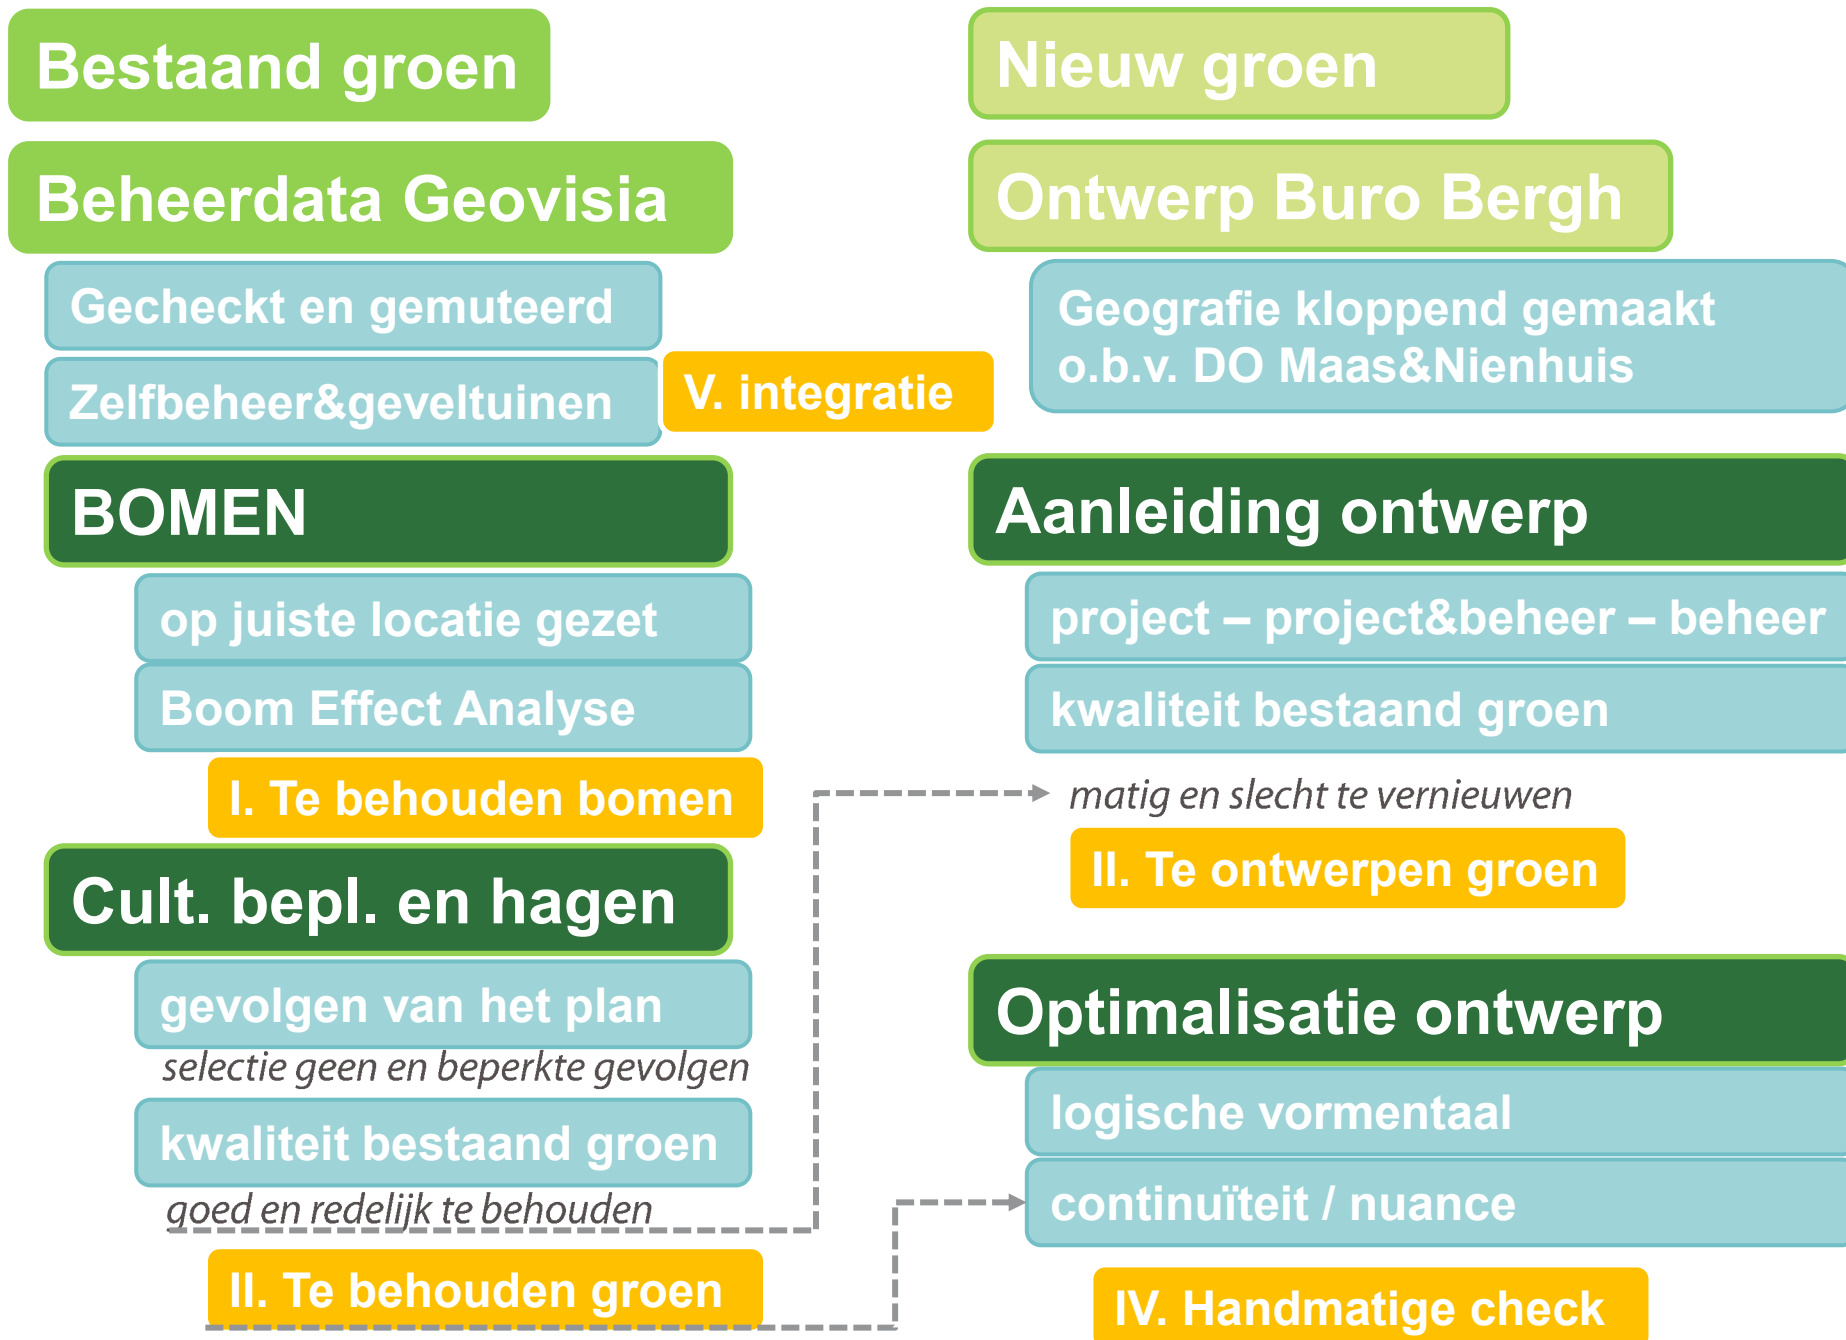 Bestaand groen
Beheerdata Geovisia
Gecheckt en gemuteerd
Zelfbeheer&geveltuinen
V. integratie
BOMEN
op juiste locatie gezet
Boom Effect Analyse
I. Te behouden bomen
Cult. bepl. en hagen
gevolgen van het plan
selectie geen en beperkte gevolgen
kwaliteit bestaand groen
goed en redelijk te behouden
II. Te behouden groen
Nieuw groen
Ontwerp Buro Bergh
Geografie kloppend gemaakt
o.b.v. DO Maas&Nienhuis
Aanleiding ontwerp
project – project&beheer – beheer
kwaliteit bestaand groen
matig en slecht te vernieuwen
II. Te ontwerpen groen
Optimalisatie ontwerp
logische vormentaal
continuïteit / nuance
IV. Handmatige check